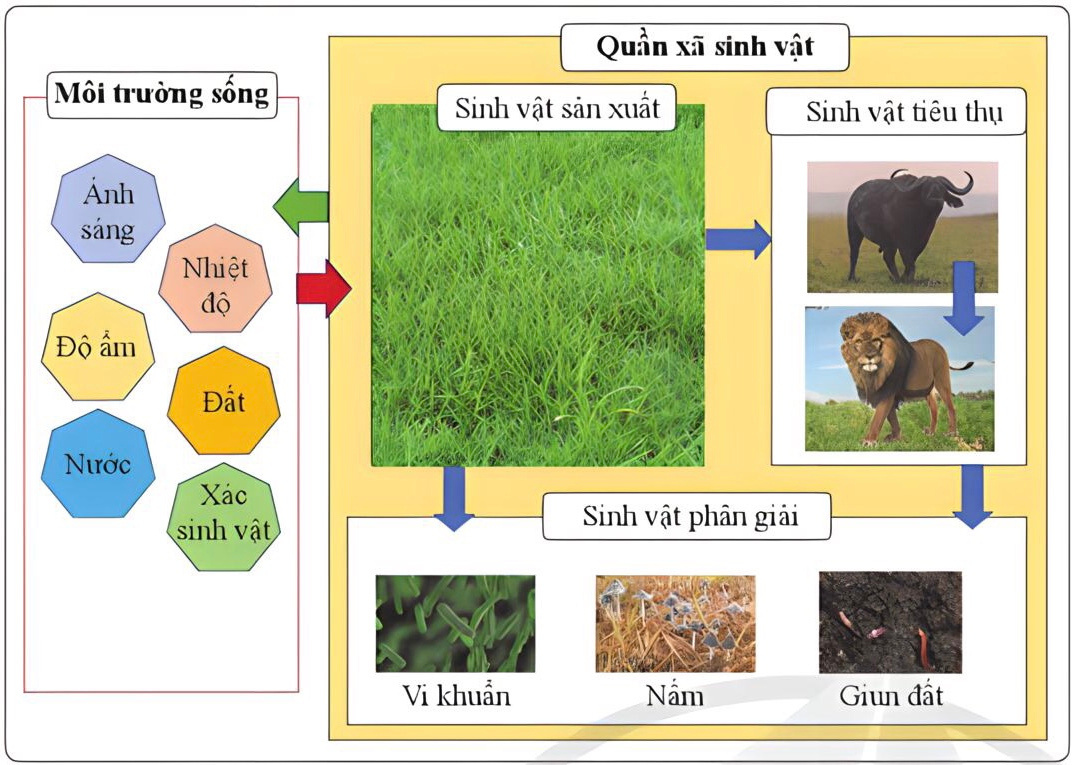 Quần xã sinh vật
Môi trường sống
Sinh vật sản xuất
Sinh vật tiêu thụ
Ánh
sáng
Nhiệt
độ
Độ ẩm
Đất
Nước
Xác
sinh vật
Sinh vật phân giải
Vi khuẩn
Nấm
Giun đất